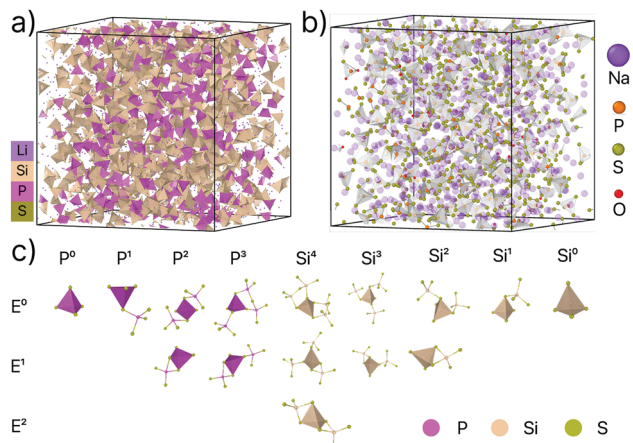 a)
b)
Li
Si
P
S
Na
P
S
O
c)
P⁰ P¹ P² P³ Si⁴ Si³ Si² Si¹ Si⁰
E⁰
E¹
E²
P Si S